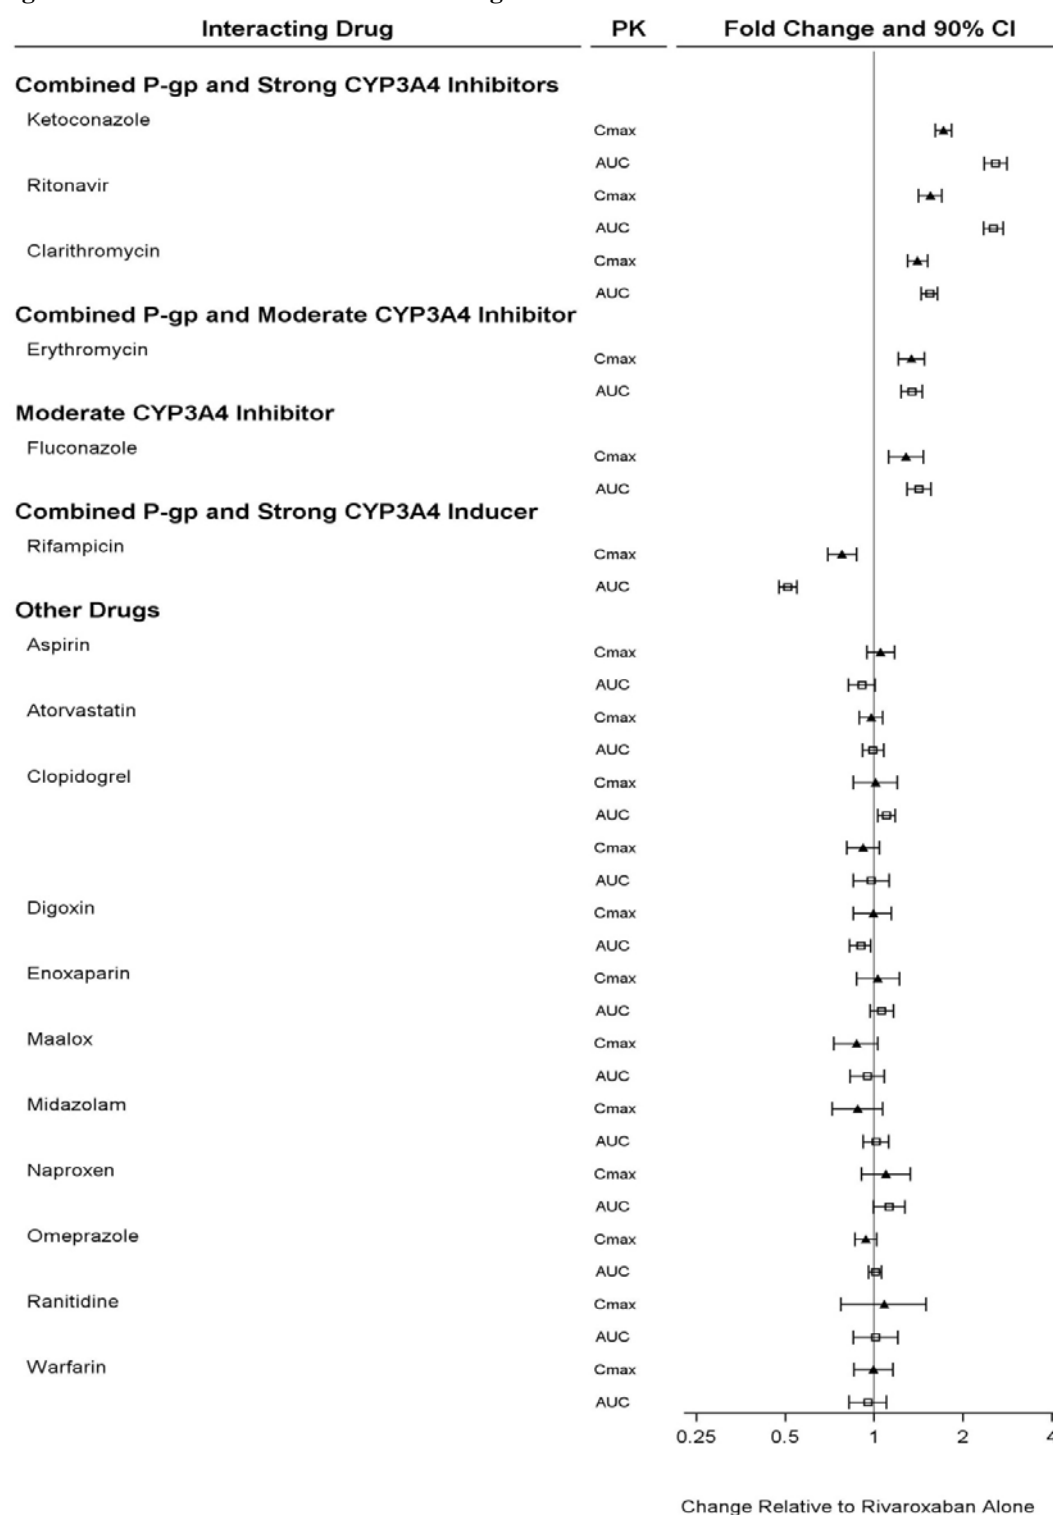 Interacting Drug PK Fold Change and 90% CI
Combined P-gp and Strong CYP3A4 Inhibitors
Ketoconazole Cmax
AUC
Ritonavir Cmax
AUC
Clarithromycin Cmax
AUC
Combined P-gp and Moderate CYP3A4 Inhibitor
Erythromycin Cmax
AUC
Moderate CYP3A4 Inhibitor
Fluconazole Cmax
AUC
Combined P-gp and Strong CYP3A4 Inducer
Rifampicin Cmax
AUC
Other Drugs
Aspirin Cmax
AUC
Atorvastatin Cmax
AUC
Clopidogrel Cmax
AUC
Cmax
AUC
Digoxin Cmax
AUC
Enoxaparin Cmax
AUC
Maalox Cmax
AUC
Midazolam Cmax
AUC
Naproxen Cmax
AUC
Omeprazole Cmax
AUC
Ranitidine Cmax
AUC
Warfarin Cmax
AUC
0.25 0.5 1 2 4
Change Relative to Rivaroxaban Alone